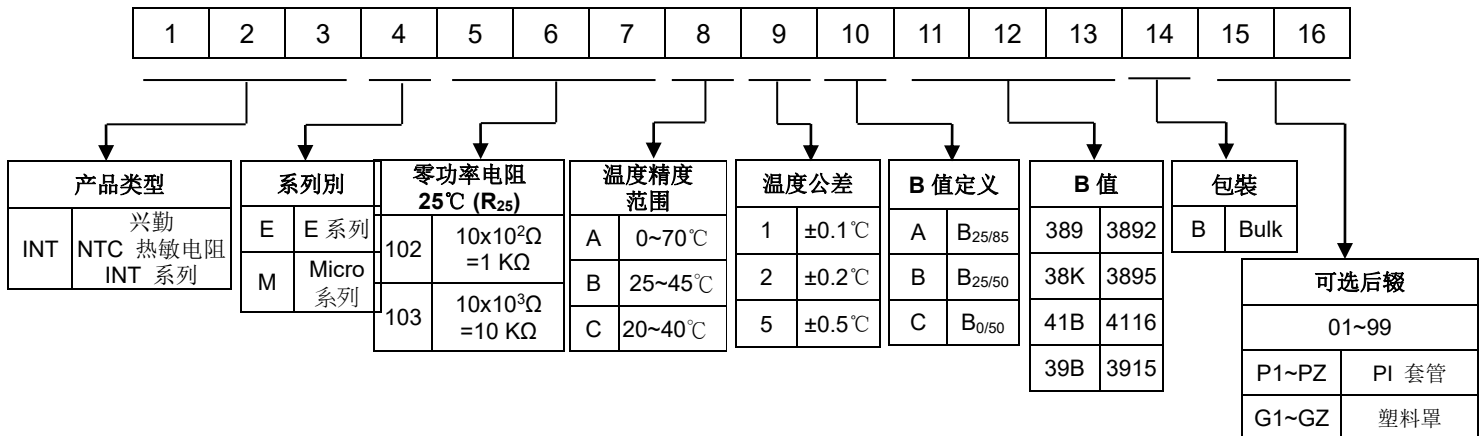 1 2 3 4 5 6 7 8 9 10 11 12 13 14 15 16
产品类型
INT 兴勤
NTC 热敏电阻
INT 系列
系列别
E E 系列
M Micro
系列
零功率电阻
25℃ (R25)
102 10x10²Ω
=1 KΩ
103 10x10³Ω
=10 KΩ
温度精度
范围
A 0~70℃
B 25~45℃
C 20~40℃
温度公差
1 ±0.1℃
2 ±0.2℃
5 ±0.5℃
B 值定义
A B25/85
B B25/50
C B0/50
B 值
389 3892
38K 3895
41B 4116
39B 3915
包裝
B Bulk
可选后辍
01~99
P1~PZ PI 套管
G1~GZ 塑料罩